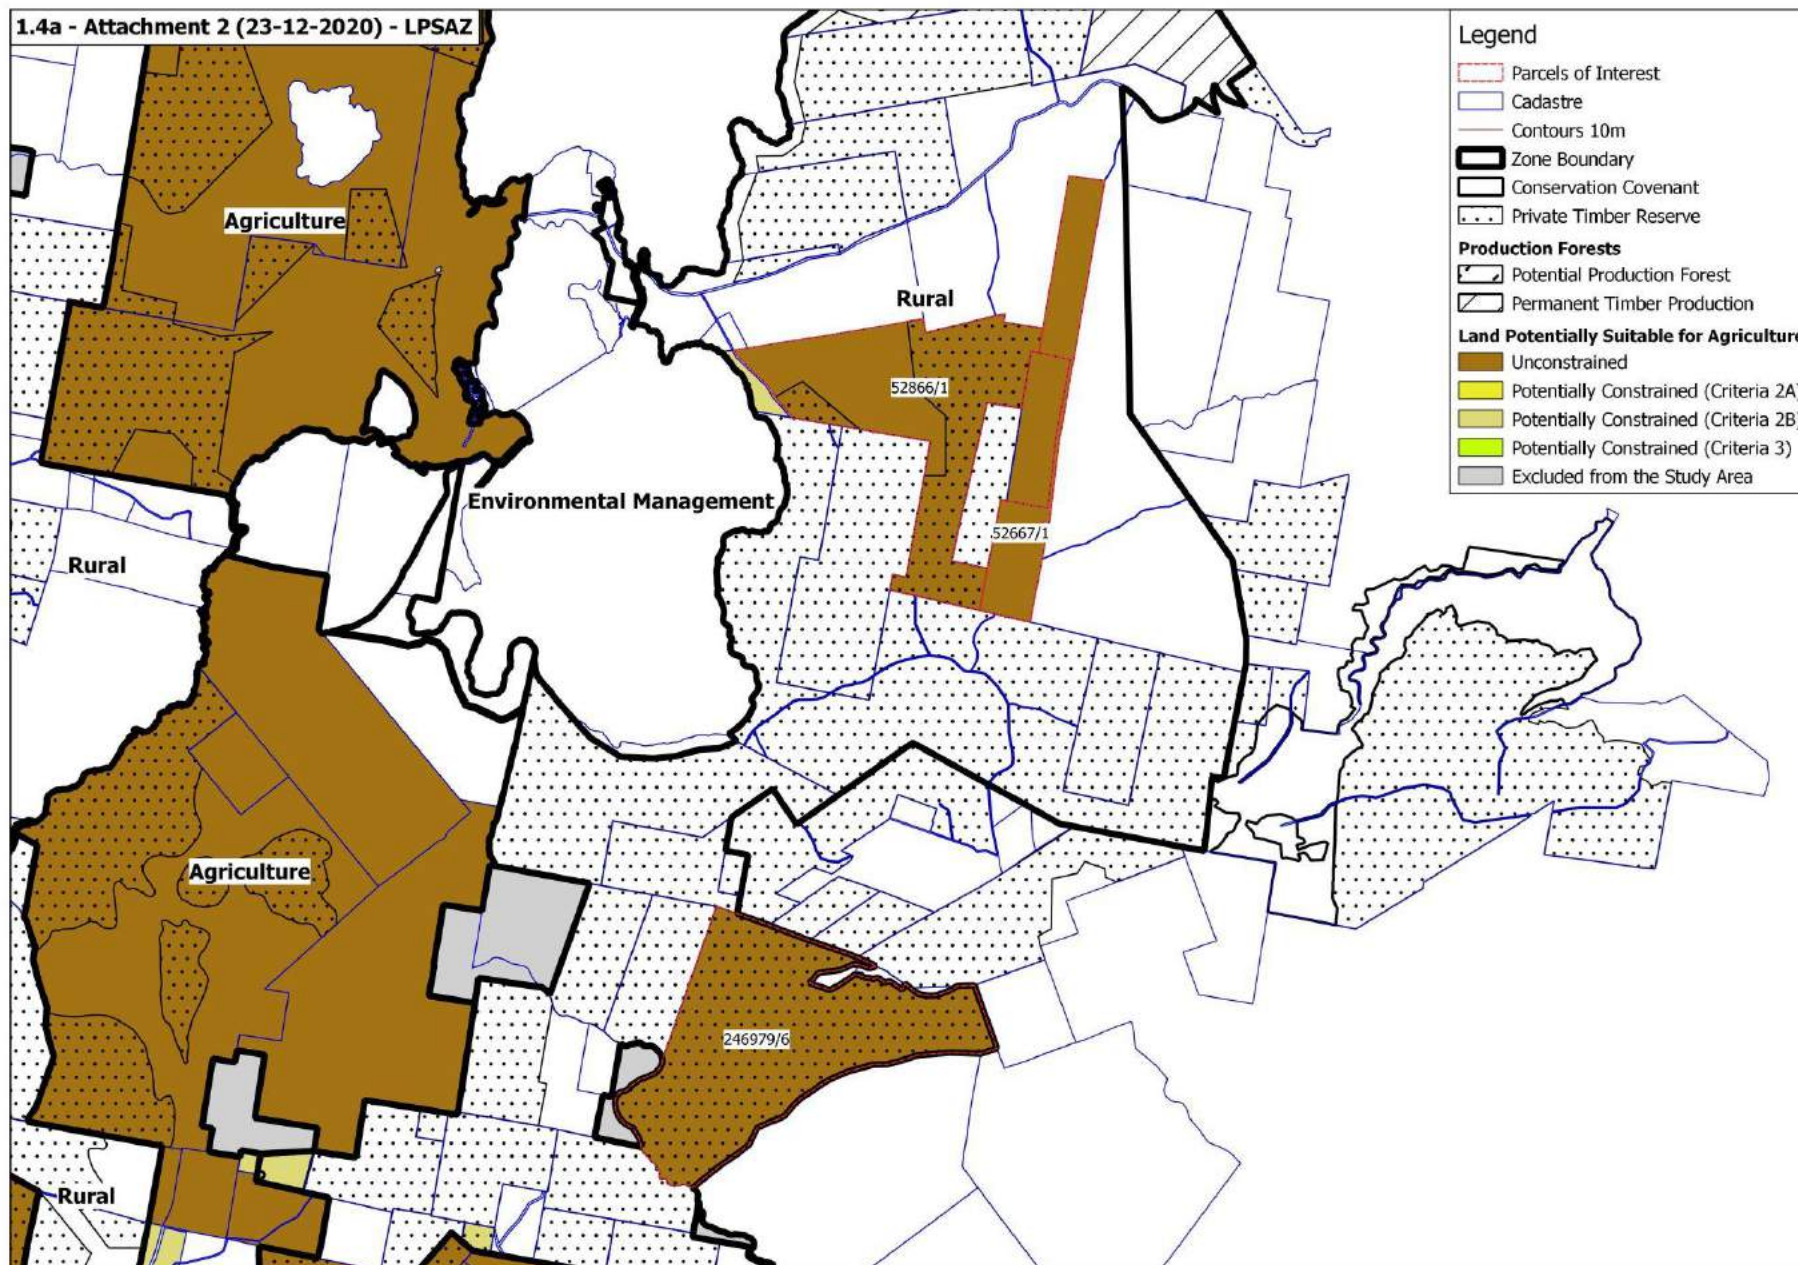 1.4a - Attachment 2 (23-12-2020) - LPSAZ
Legend
Parcels of Interest
Cadastre
Contours 10m
Zone Boundary
Conservation Covenant
Private Timber Reserve
Production Forests
Potential Production Forest
Permanent Timber Production
Land Potentially Suitable for Agriculture
Unconstrained
Potentially Constrained (Criteria 2A)
Potentially Constrained (Criteria 2B)
Potentially Constrained (Criteria 3)
Excluded from the Study Area
Agriculture
Rural
52866/1
Environmental Management
52667/1
Rural
Agriculture
246979/6
Rural